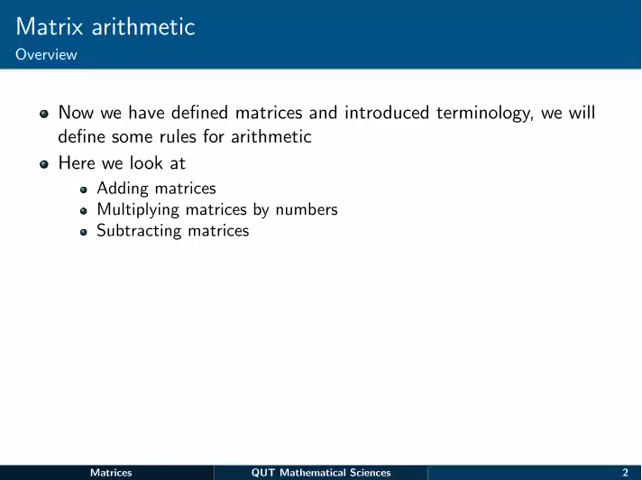 Matrix arithmetic
Overview
Now we have defined matrices and introduced terminology, we will
define some rules for arithmetic
Here we look at
Adding matrices
Multiplying matrices by numbers
Subtracting matrices
Matrices
QUT Mathematical Sciences
2